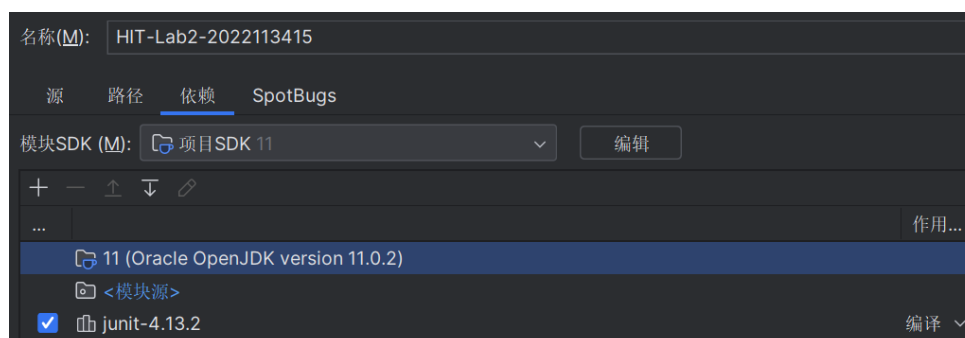 名称(M): HIT-Lab2-2022113415
源 路径 依赖 SpotBugs
模块SDK (M): 项目SDK 11 编辑
... 作用...
11 (Oracle OpenJDK version 11.0.2)
<模块源>
junit-4.13.2 编译